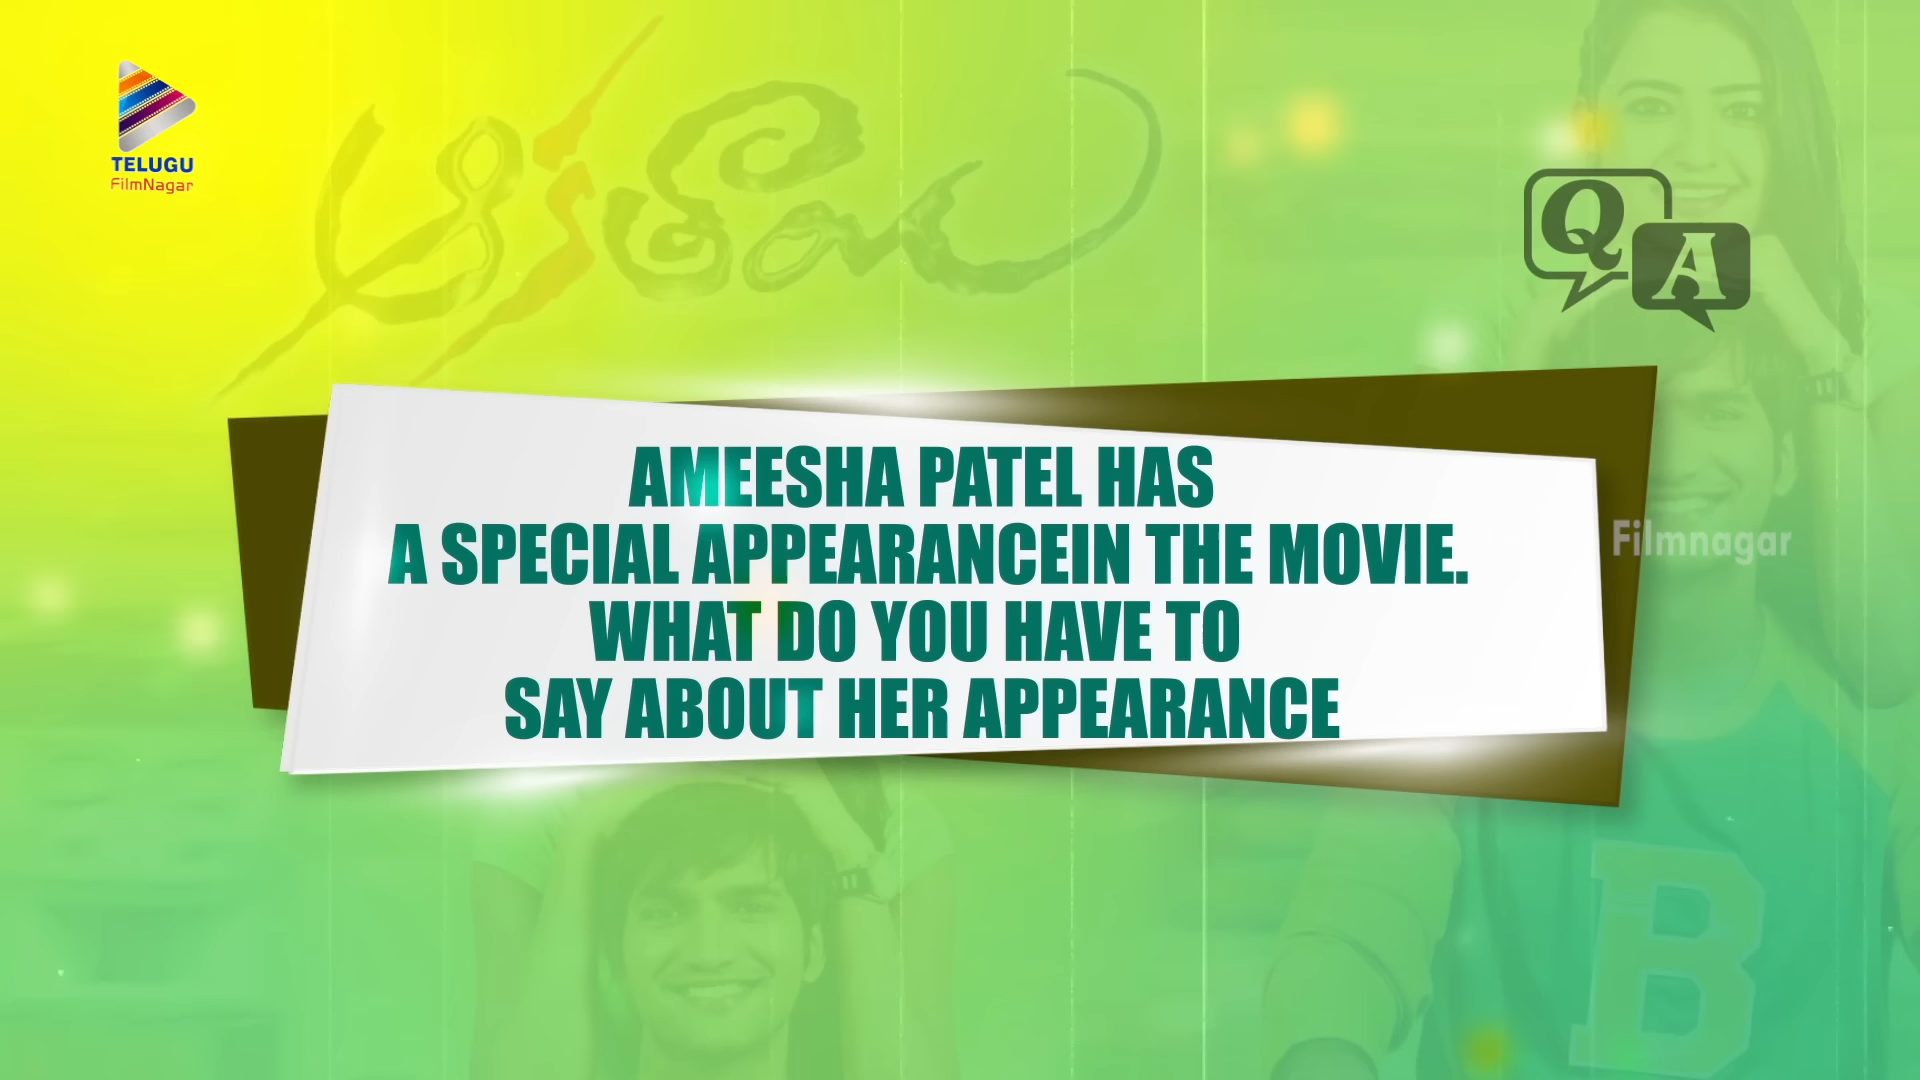 TELUGU
FilmNagar
Q
A
AMEESHA PATEL HAS
A SPECIAL APPEARANCEIN THE MOVIE.
WHAT DO YOU HAVE TO
SAY ABOUT HER APPEARANCE
Filmnagar
B